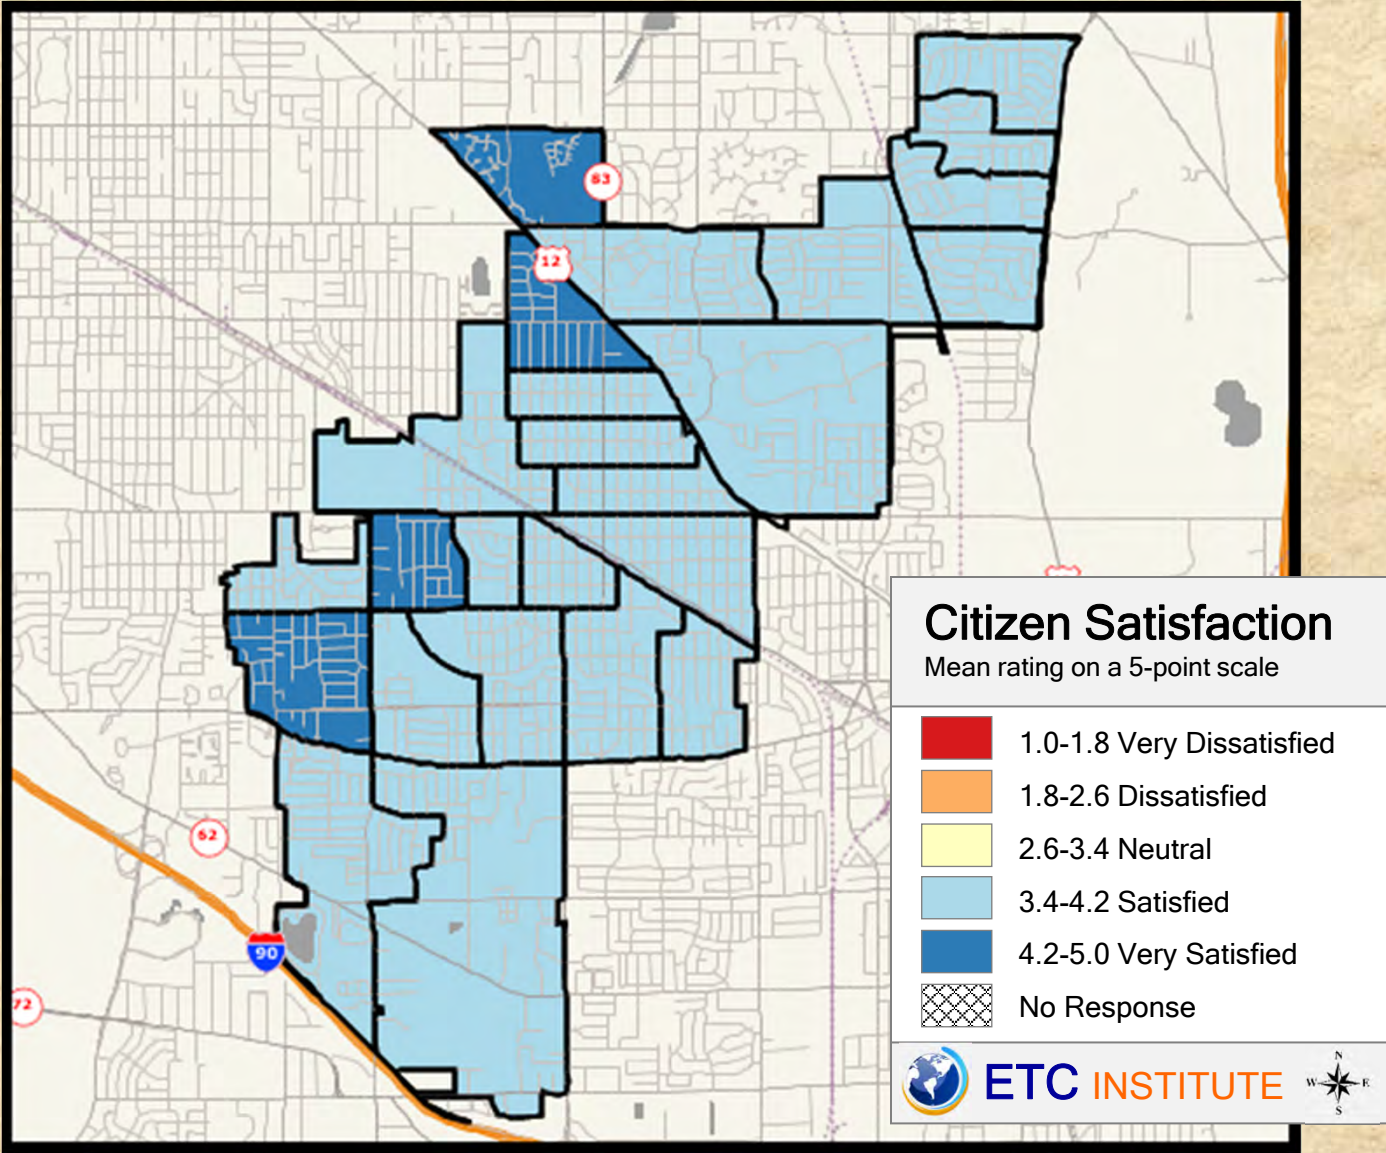 83
12
Citizen Satisfaction
Mean rating on a 5-point scale
1.0-1.8 Very Dissatisfied
1.8-2.6 Dissatisfied
2.6-3.4 Neutral
62
3.4-4.2 Satisfied
90
4.2-5.0 Very Satisfied
72
No Response
ETC INSTITUTE
N
W E
S